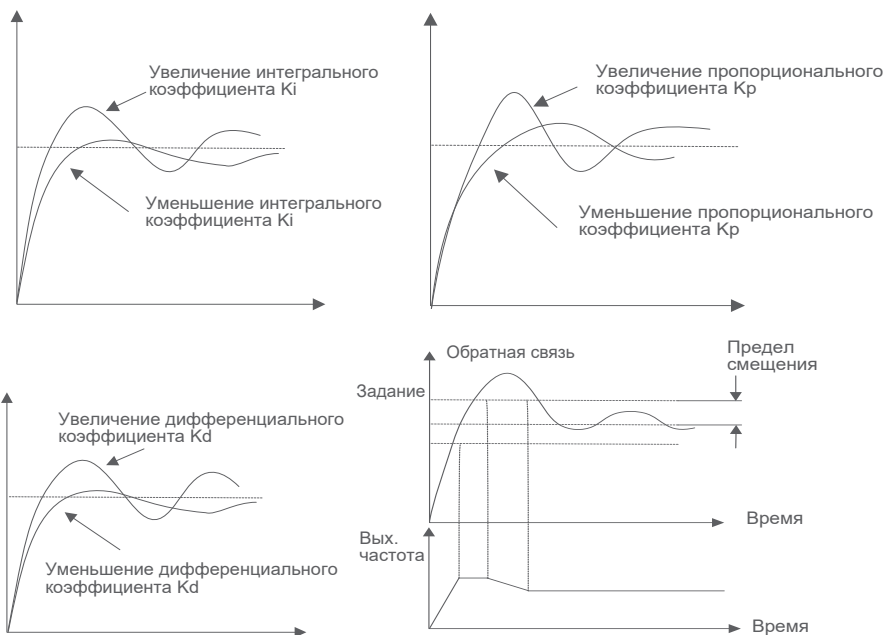 Увеличение интегрального
коэффициента Ki
Уменьшение интегрального
коэффициента Ki
Увеличение пропорционального
коэффициента Kp
Уменьшение пропорционального
коэффициента Kp
Увеличение дифференциального
коэффициента Kd
Уменьшение дифференциального
коэффициента Kd
Обратная связь
Предел
смещения
Задание
Время
Вых.
частота
Время